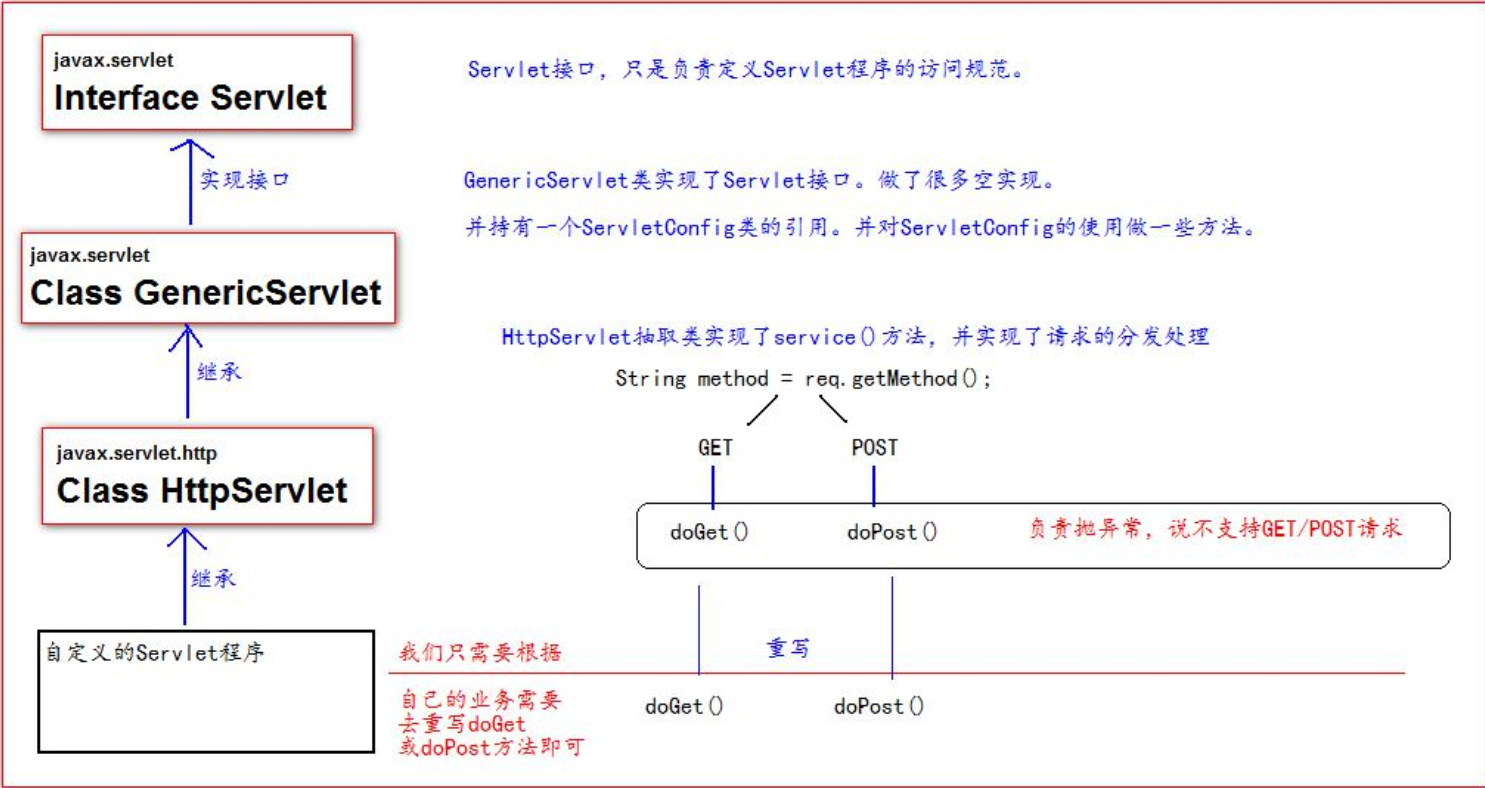 javax.servlet
Interface Servlet
Servlet接口，只是负责定义Servlet程序的访问规范。
实现接口
GenericServlet类实现了Servlet接口。做了很多空实现。
并持有一个ServletConfig类的引用。并对ServletConfig的使用做一些方法。
javax.servlet
Class GenericServlet
HttpServlet抽取类实现了service()方法，并实现了请求的分发处理
继承
String method = req.getMethod();
GET POST
javax.servlet.http
Class HttpServlet
doGet() doPost() 负责抛异常，说不支持GET/POST请求
继承
自定义的Servlet程序
我们只需要根据
重写
自己的业务需要
去重写doGet
或doPost方法即可
doGet() doPost()